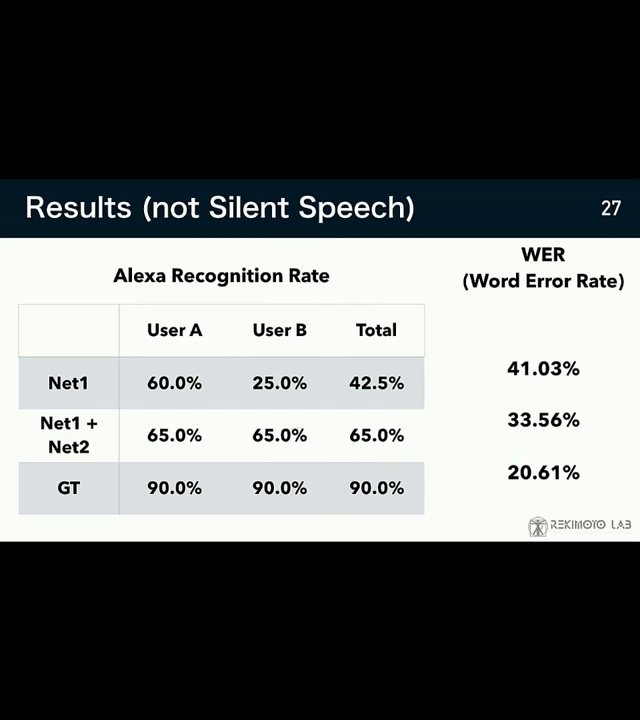 Results (not Silent Speech) 27
Alexa Recognition Rate
WER
(Word Error Rate)
User A User B Total
Net1 60.0% 25.0% 42.5% 41.03%
Net1 +
Net2 65.0% 65.0% 65.0% 33.56%
GT 90.0% 90.0% 90.0% 20.61%
REKIMOTO LAB